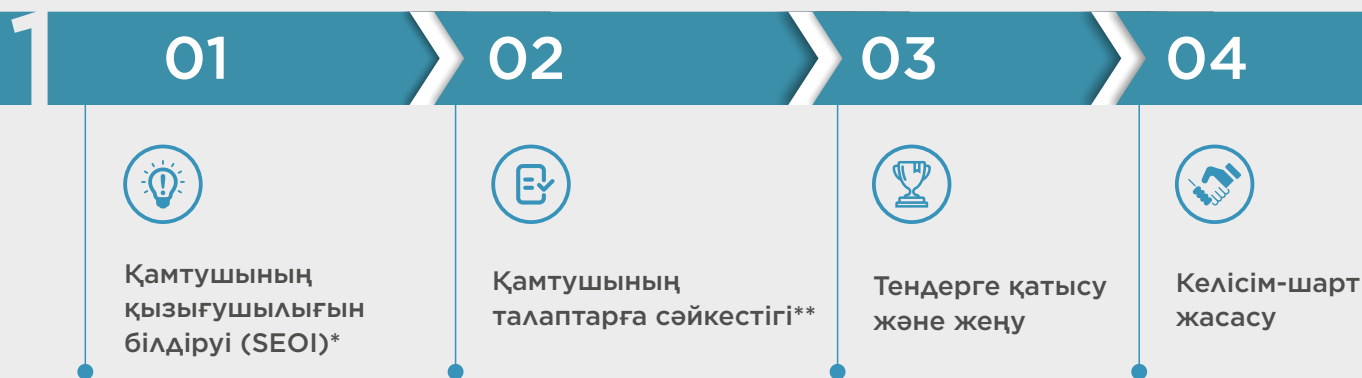 1
01
02
03
04
Қамтушының
қызығушылығын
білдіруі (SEOI)*
Қамтушының
талаптарға сәйкестігі**
Тендерге қатысу
және жеңу
Келісім-шарт
жасасу